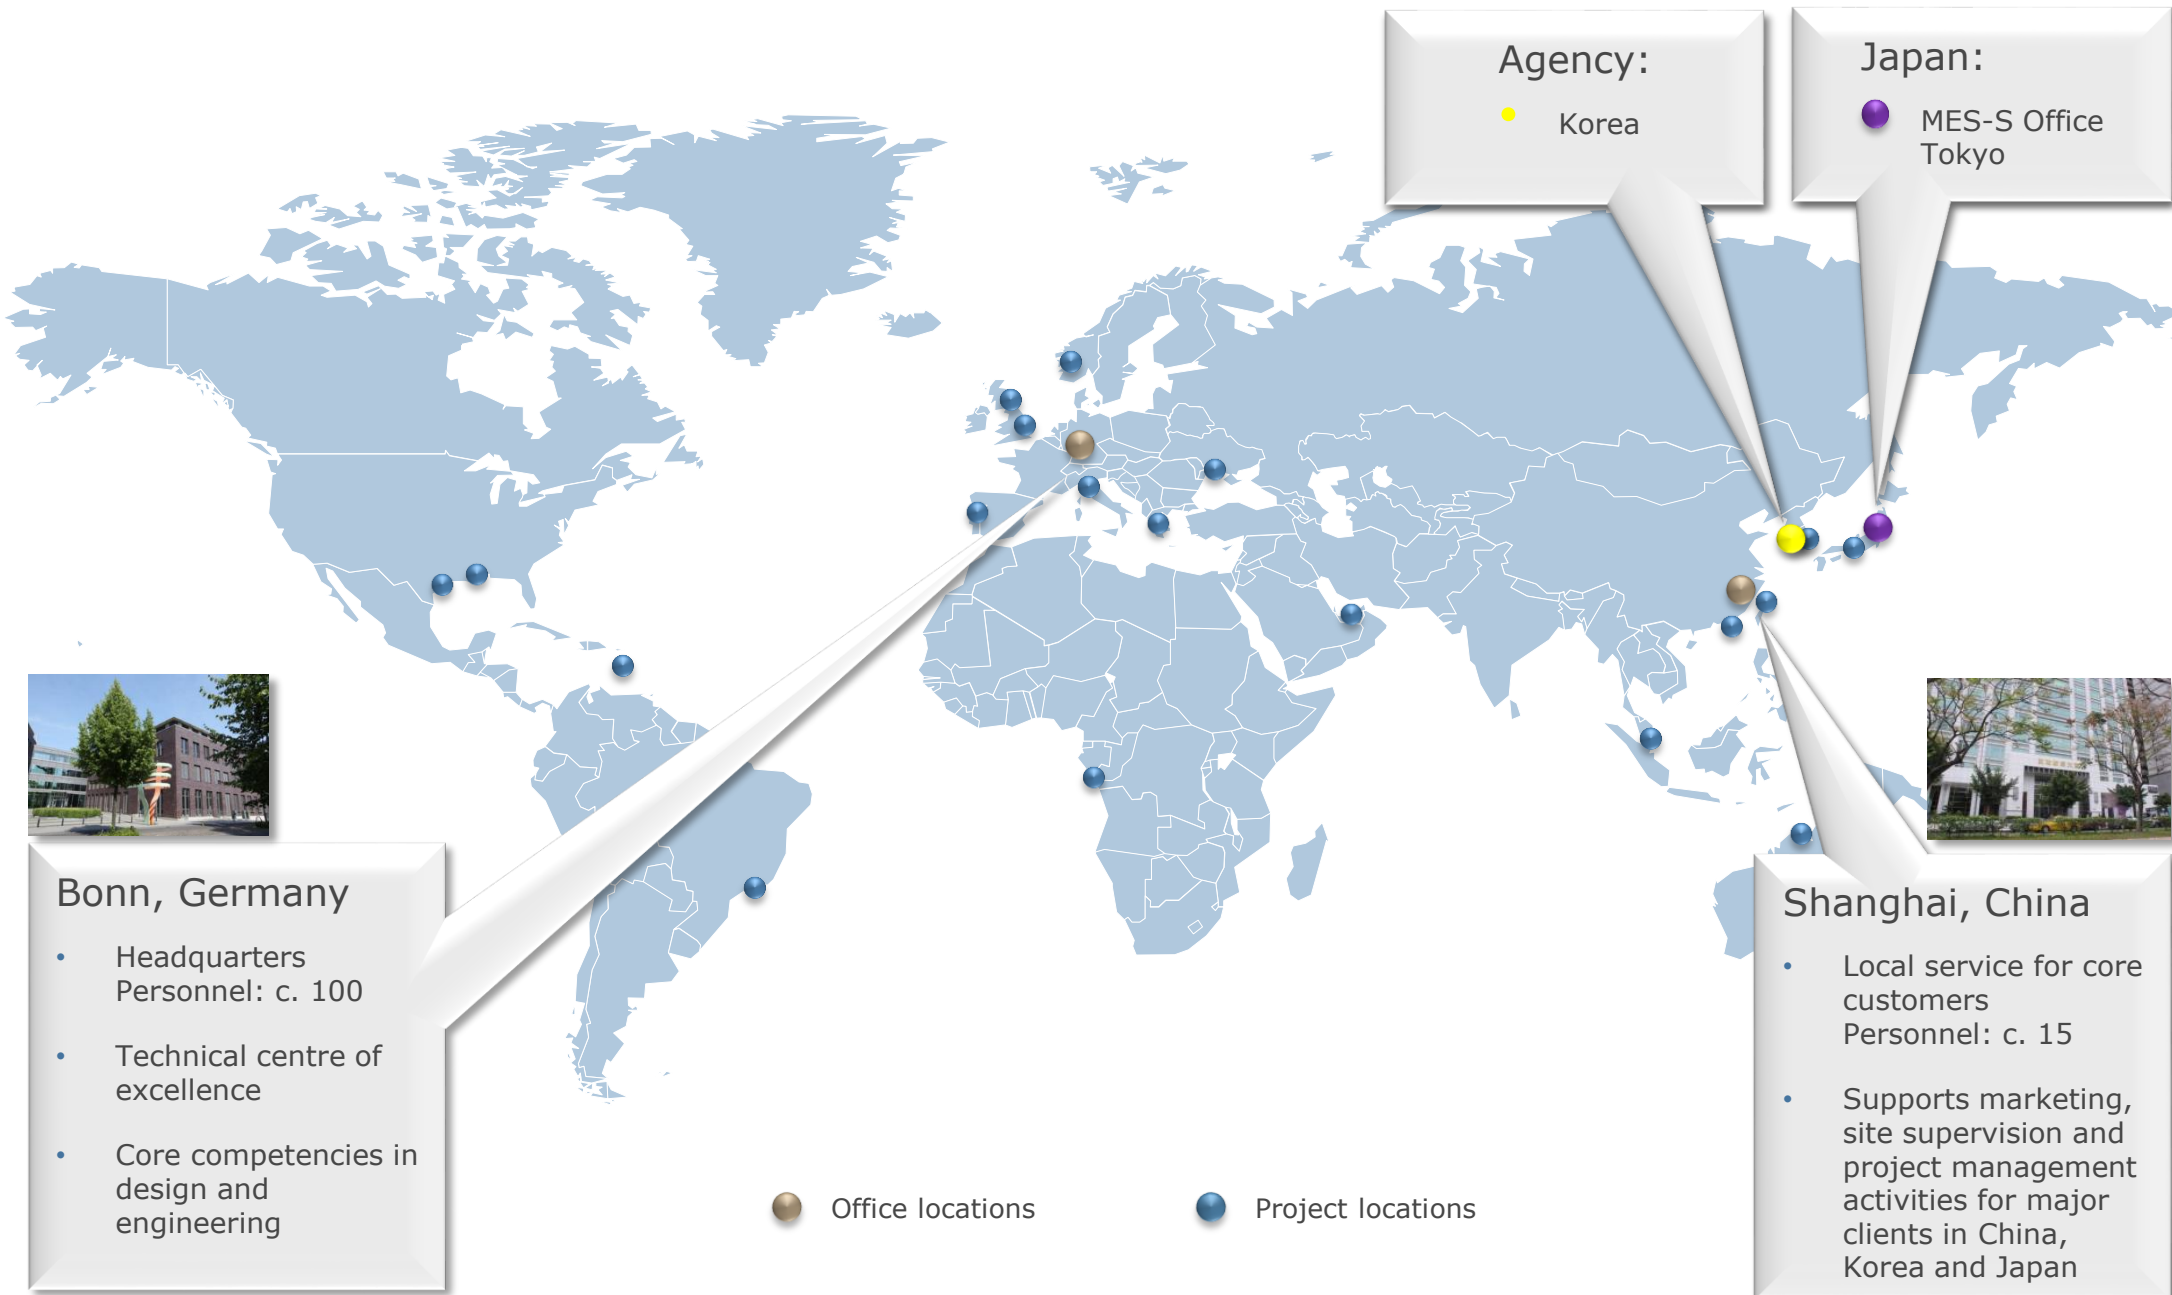 Agency:
• Korea
Japan:
MES-S Office
Tokyo
Bonn, Germany
• Headquarters
Personnel: c. 100
• Technical centre of
excellence
• Core competencies in
design and
engineering
Shanghai, China
• Local service for core
customers
Personnel: c. 15
• Supports marketing,
site supervision and
project management
activities for major
clients in China,
Korea and Japan
Office locations
Project locations